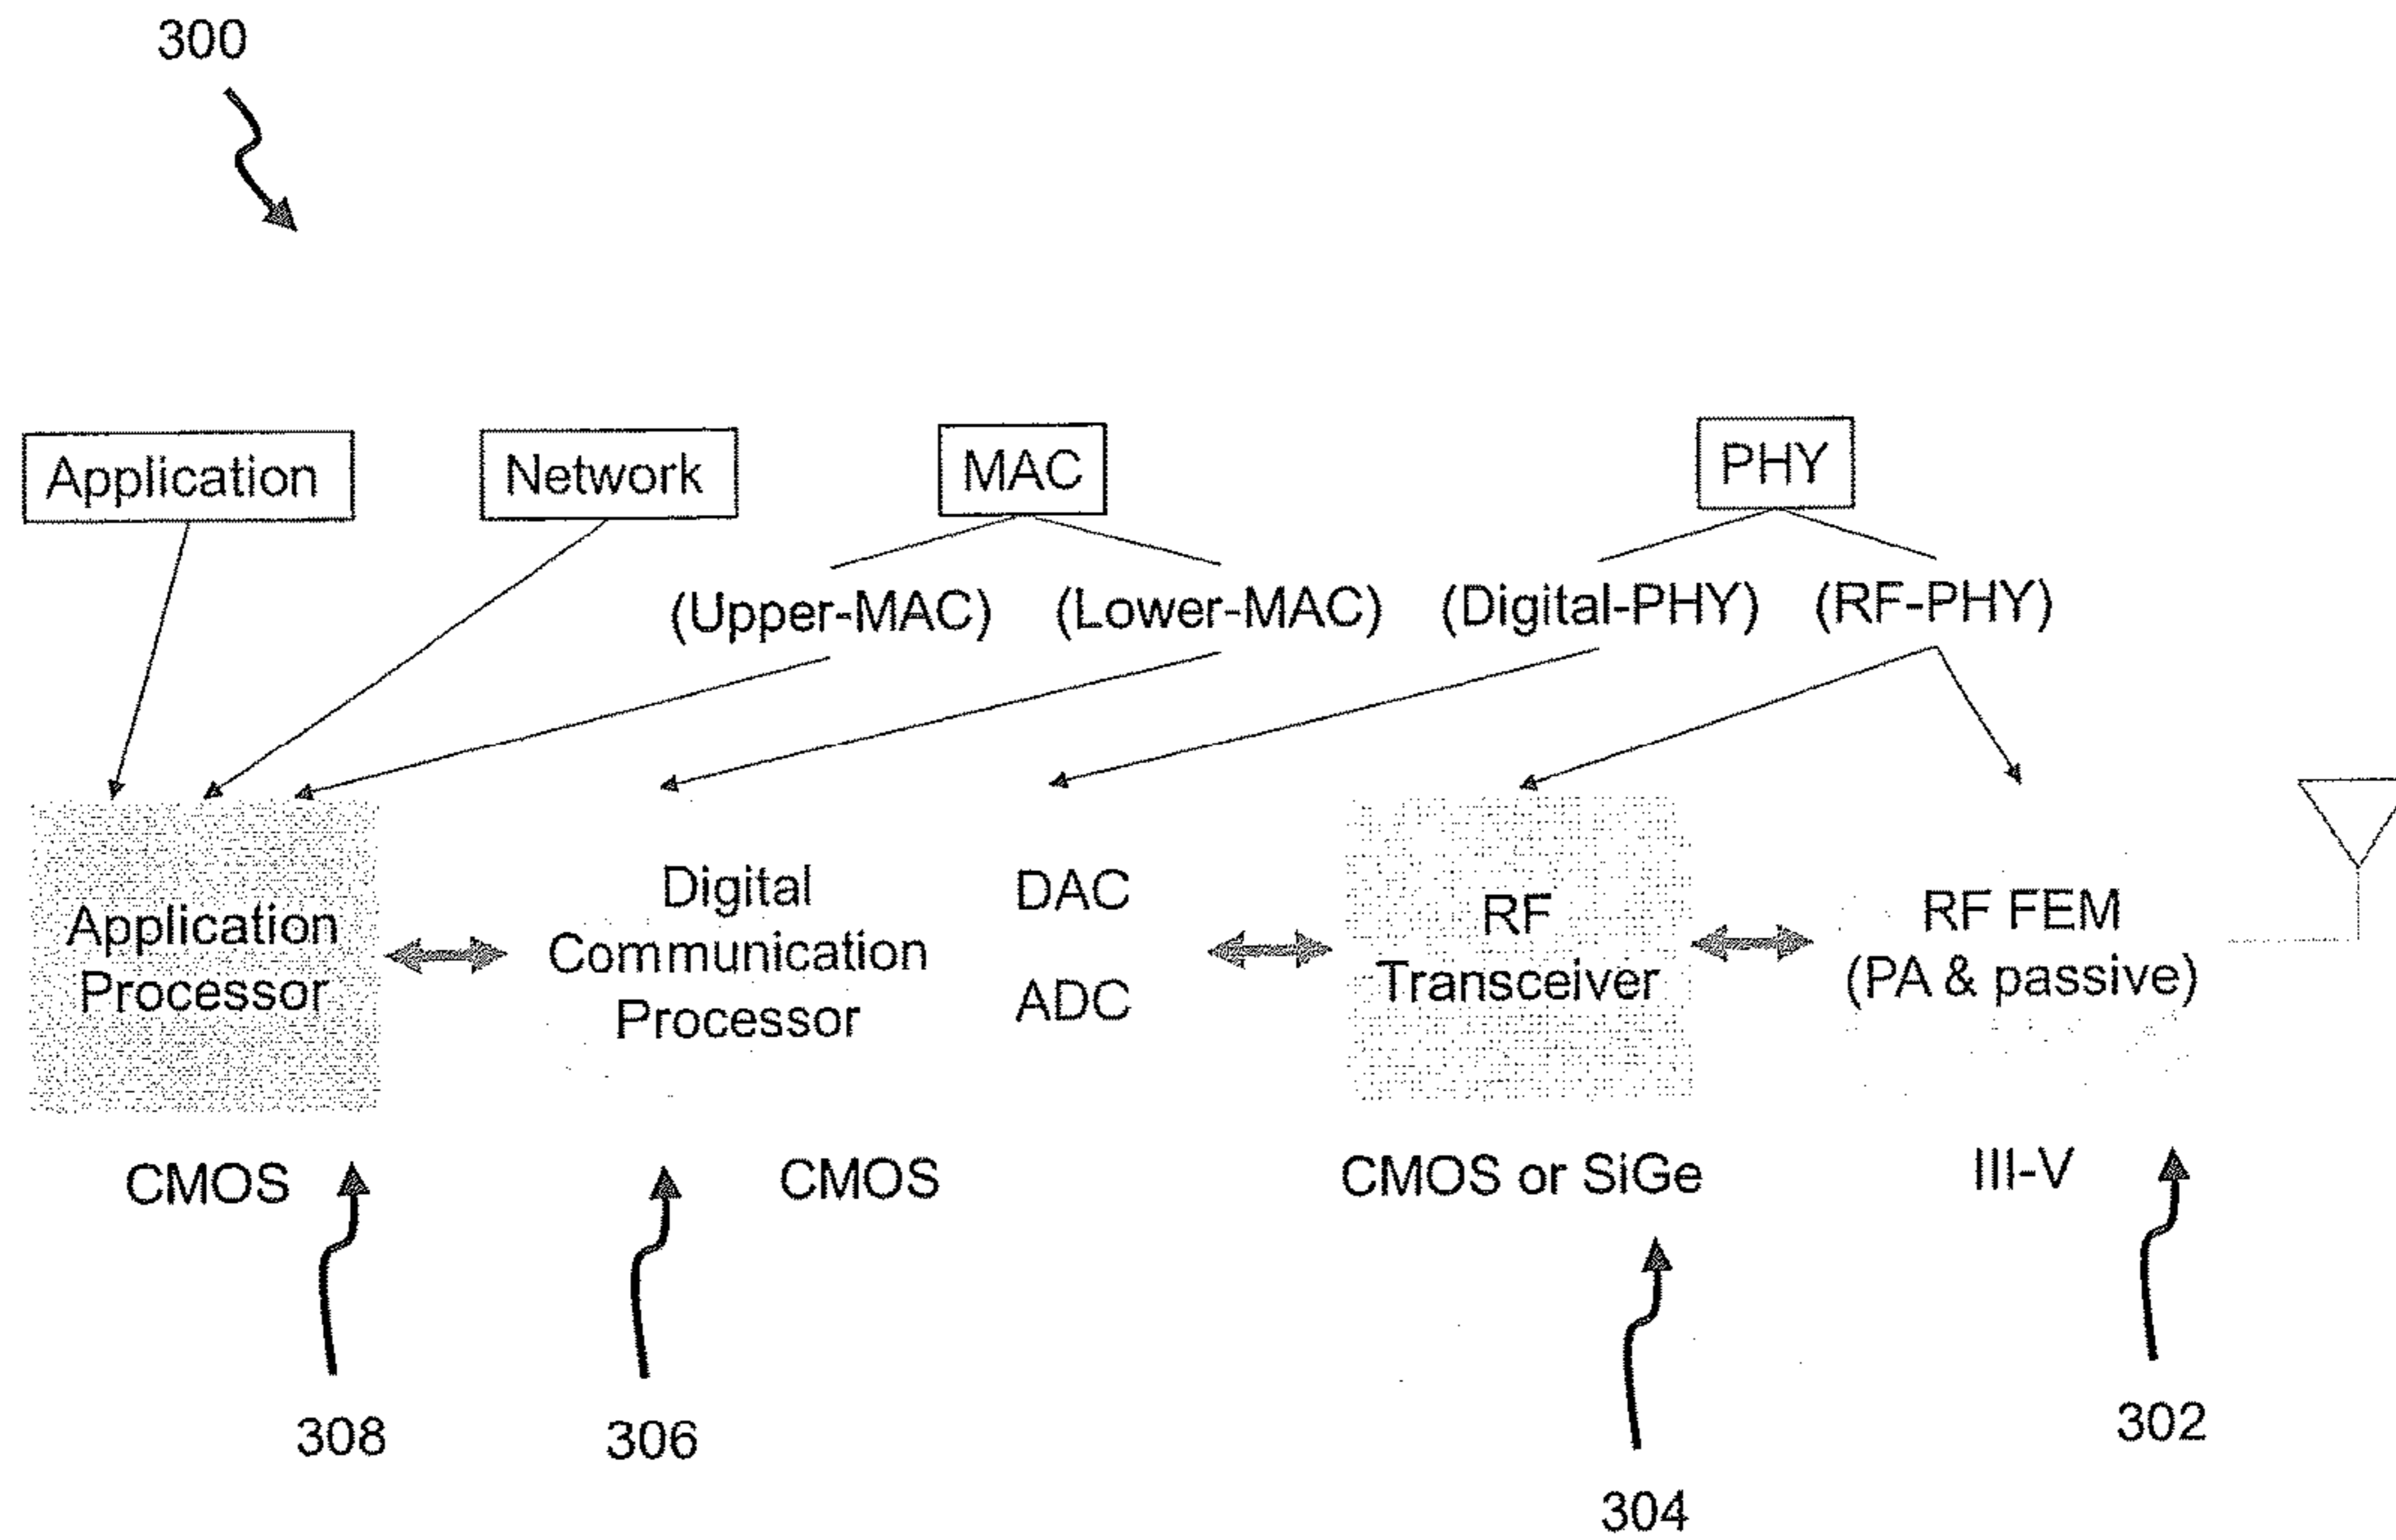 300
Application
Network
MAC
PHY
(Upper-MAC)
(Lower-MAC)
(Digital-PHY)
(RF-PHY)
Application
Processor
Digital
Communication
Processor
DAC
ADC
RF
Transceiver
RF FEM
(PA & passive)
CMOS
CMOS
CMOS or SiGe
III-V
308
306
304
302